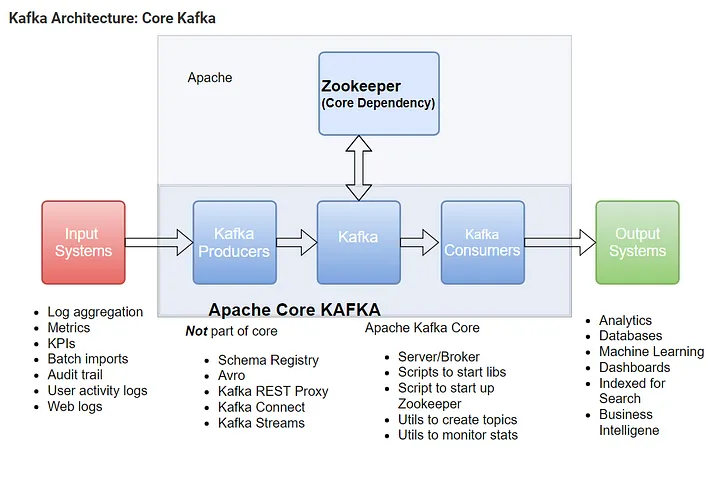 Kafka Architecture: Core Kafka
Apache
Zookeeper
(Core Dependency)
Input
Systems
Kafka
Producers
Kafka
Kafka
Consumers
Output
Systems
Apache Core KAFKA
Log aggregation
Metrics
KPIs
Batch imports
Audit trail
User activity logs
Web logs
Not part of core
Schema Registry
Avro
Kafka REST Proxy
Kafka Connect
Kafka Streams
Apache Kafka Core
Server/Broker
Scripts to start libs
Script to start up
Zookeeper
Utils to create topics
Utils to monitor stats
Analytics
Databases
Machine Learning
Dashboards
Indexed for
Search
Business
Intelligene